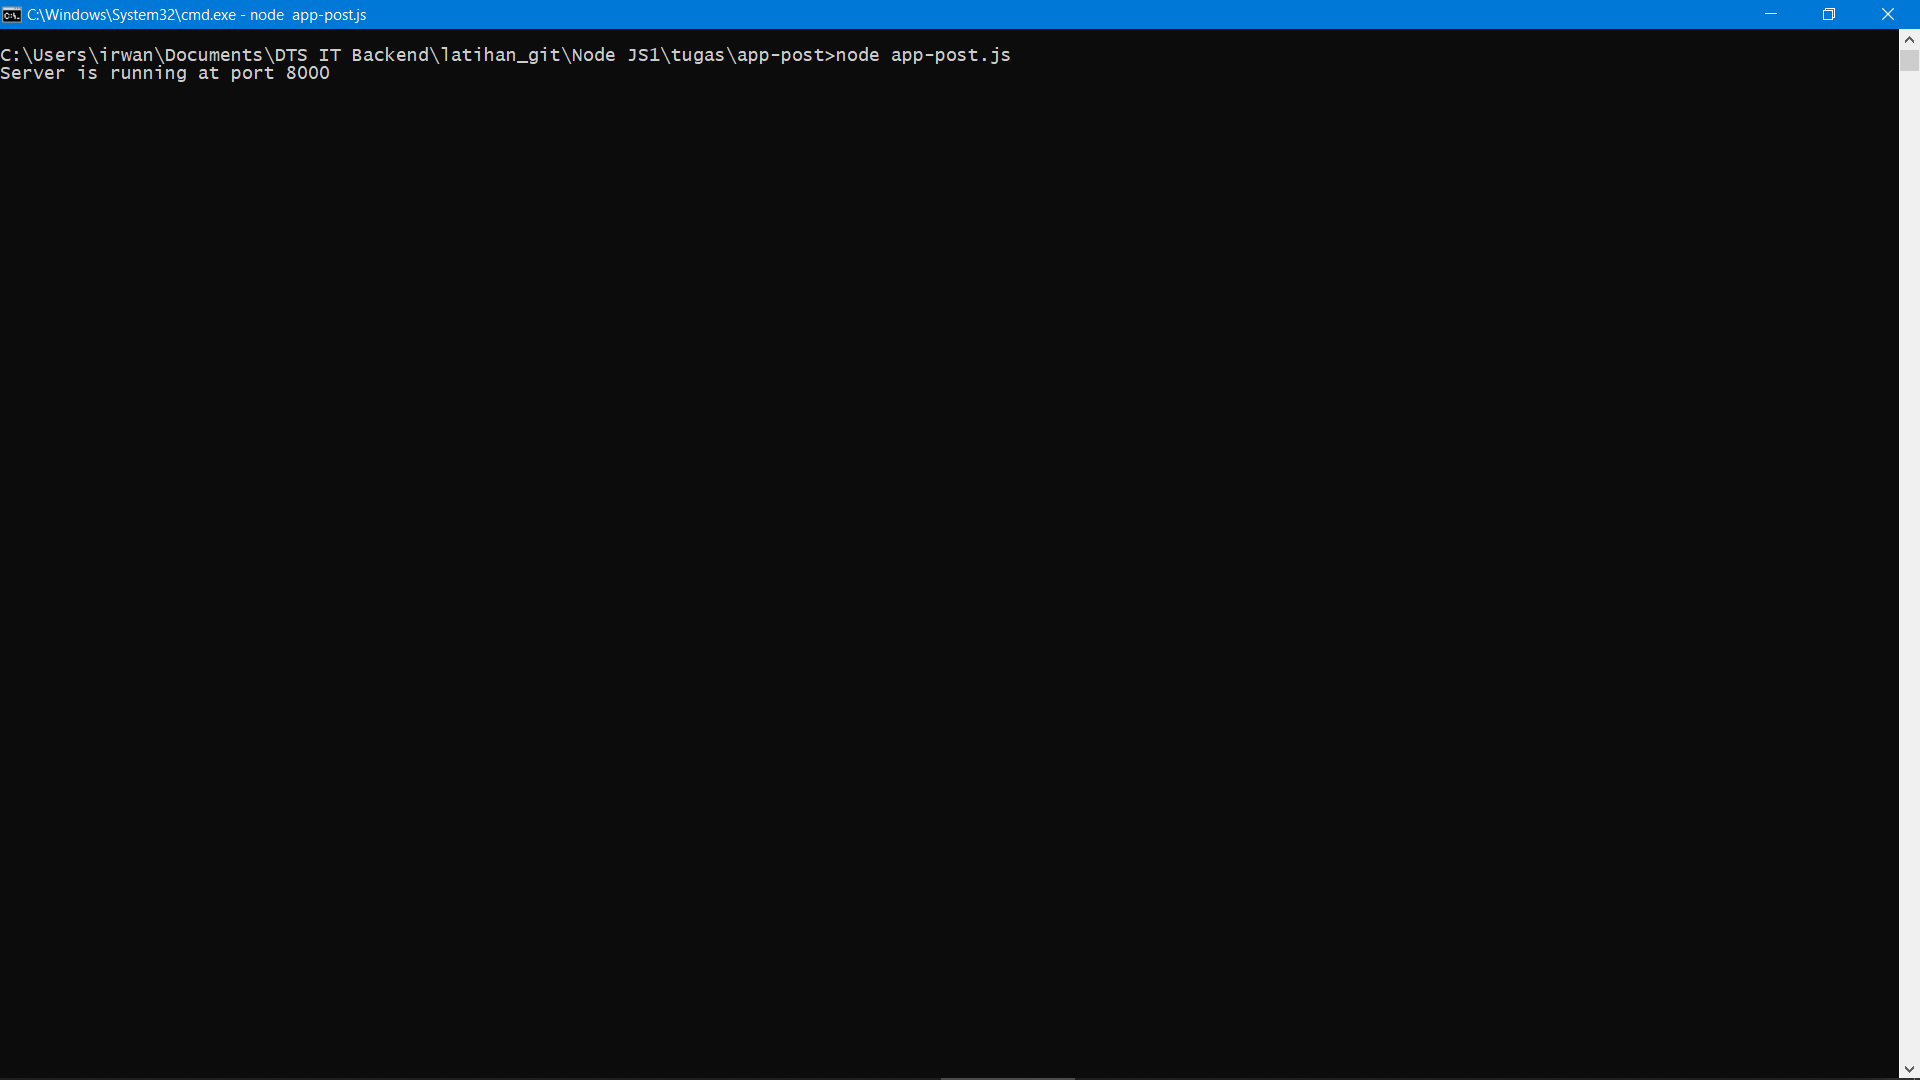 C:\Windows\System32\cmd.exe - node  app-post.js
C:\Users\irwan\Documents\DTS IT Backend\latihan_git\Node JS1\tugas\app-post>node app-post.js
Server is running at port 8000